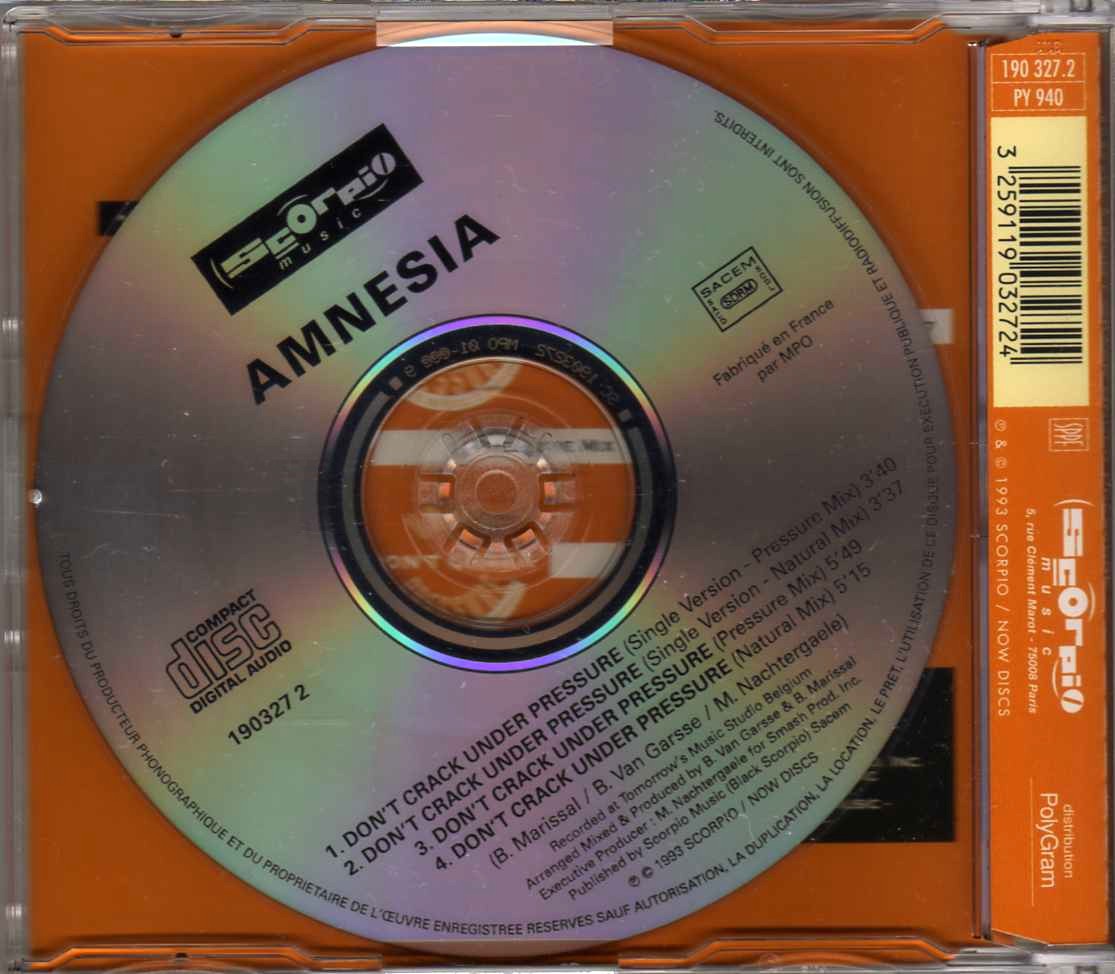 scorpio
music
AMNESIA
SACEM
SDRM
Fabriqué en France
par MPO
COMPACT
disc
DIGITAL AUDIO
190327 2
1. DON'T CRACK UNDER PRESSURE (Single Version - Pressure Mix) 3'40
2. DON'T CRACK UNDER PRESSURE (Single Version - Natural Mix) 3'37
3. DON'T CRACK UNDER PRESSURE (Pressure Mix) 5'49
4. DON'T CRACK UNDER PRESSURE (Natural Mix) 5'15
(B. Marissal / B. Van Garsse / M. Nachtergaele)
Recorded at Tomorrow's Music Studio Belgium
Arranged Mixed & Produced by B. Van Garsse & B. Marissal
Executive Producer : M. Nachtergaele for Smash Prod. Inc.
Published by Scorpio Music (Black Scorpio) Sacem
℗ © 1993 SCORPIO / NOW DISCS
TOUS DROITS DU PRODUCTEUR PHONOGRAPHIQUE ET DU PROPRIETAIRE DE L'ŒUVRE ENREGISTREE RESERVES SAUF AUTORISATION, LA DUPLICATION, LA LOCATION, LE PRET, L'UTILISATION DE CE DISQUE POUR EXECUTION PUBLIQUE ET RADIODIFFUSION SONT INTERDITS.
190 327.2
PY 940
3 259119 032724
SPPF
℗ & © 1993 SCORPIO / NOW DISCS
scorpio
music
5, rue Clément Marot - 75008 Paris
distribution
PolyGram